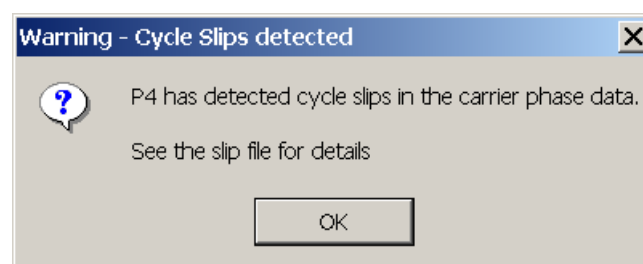 Warning - Cycle Slips detected
P4 has detected cycle slips in the carrier phase data.
See the slip file for details
OK